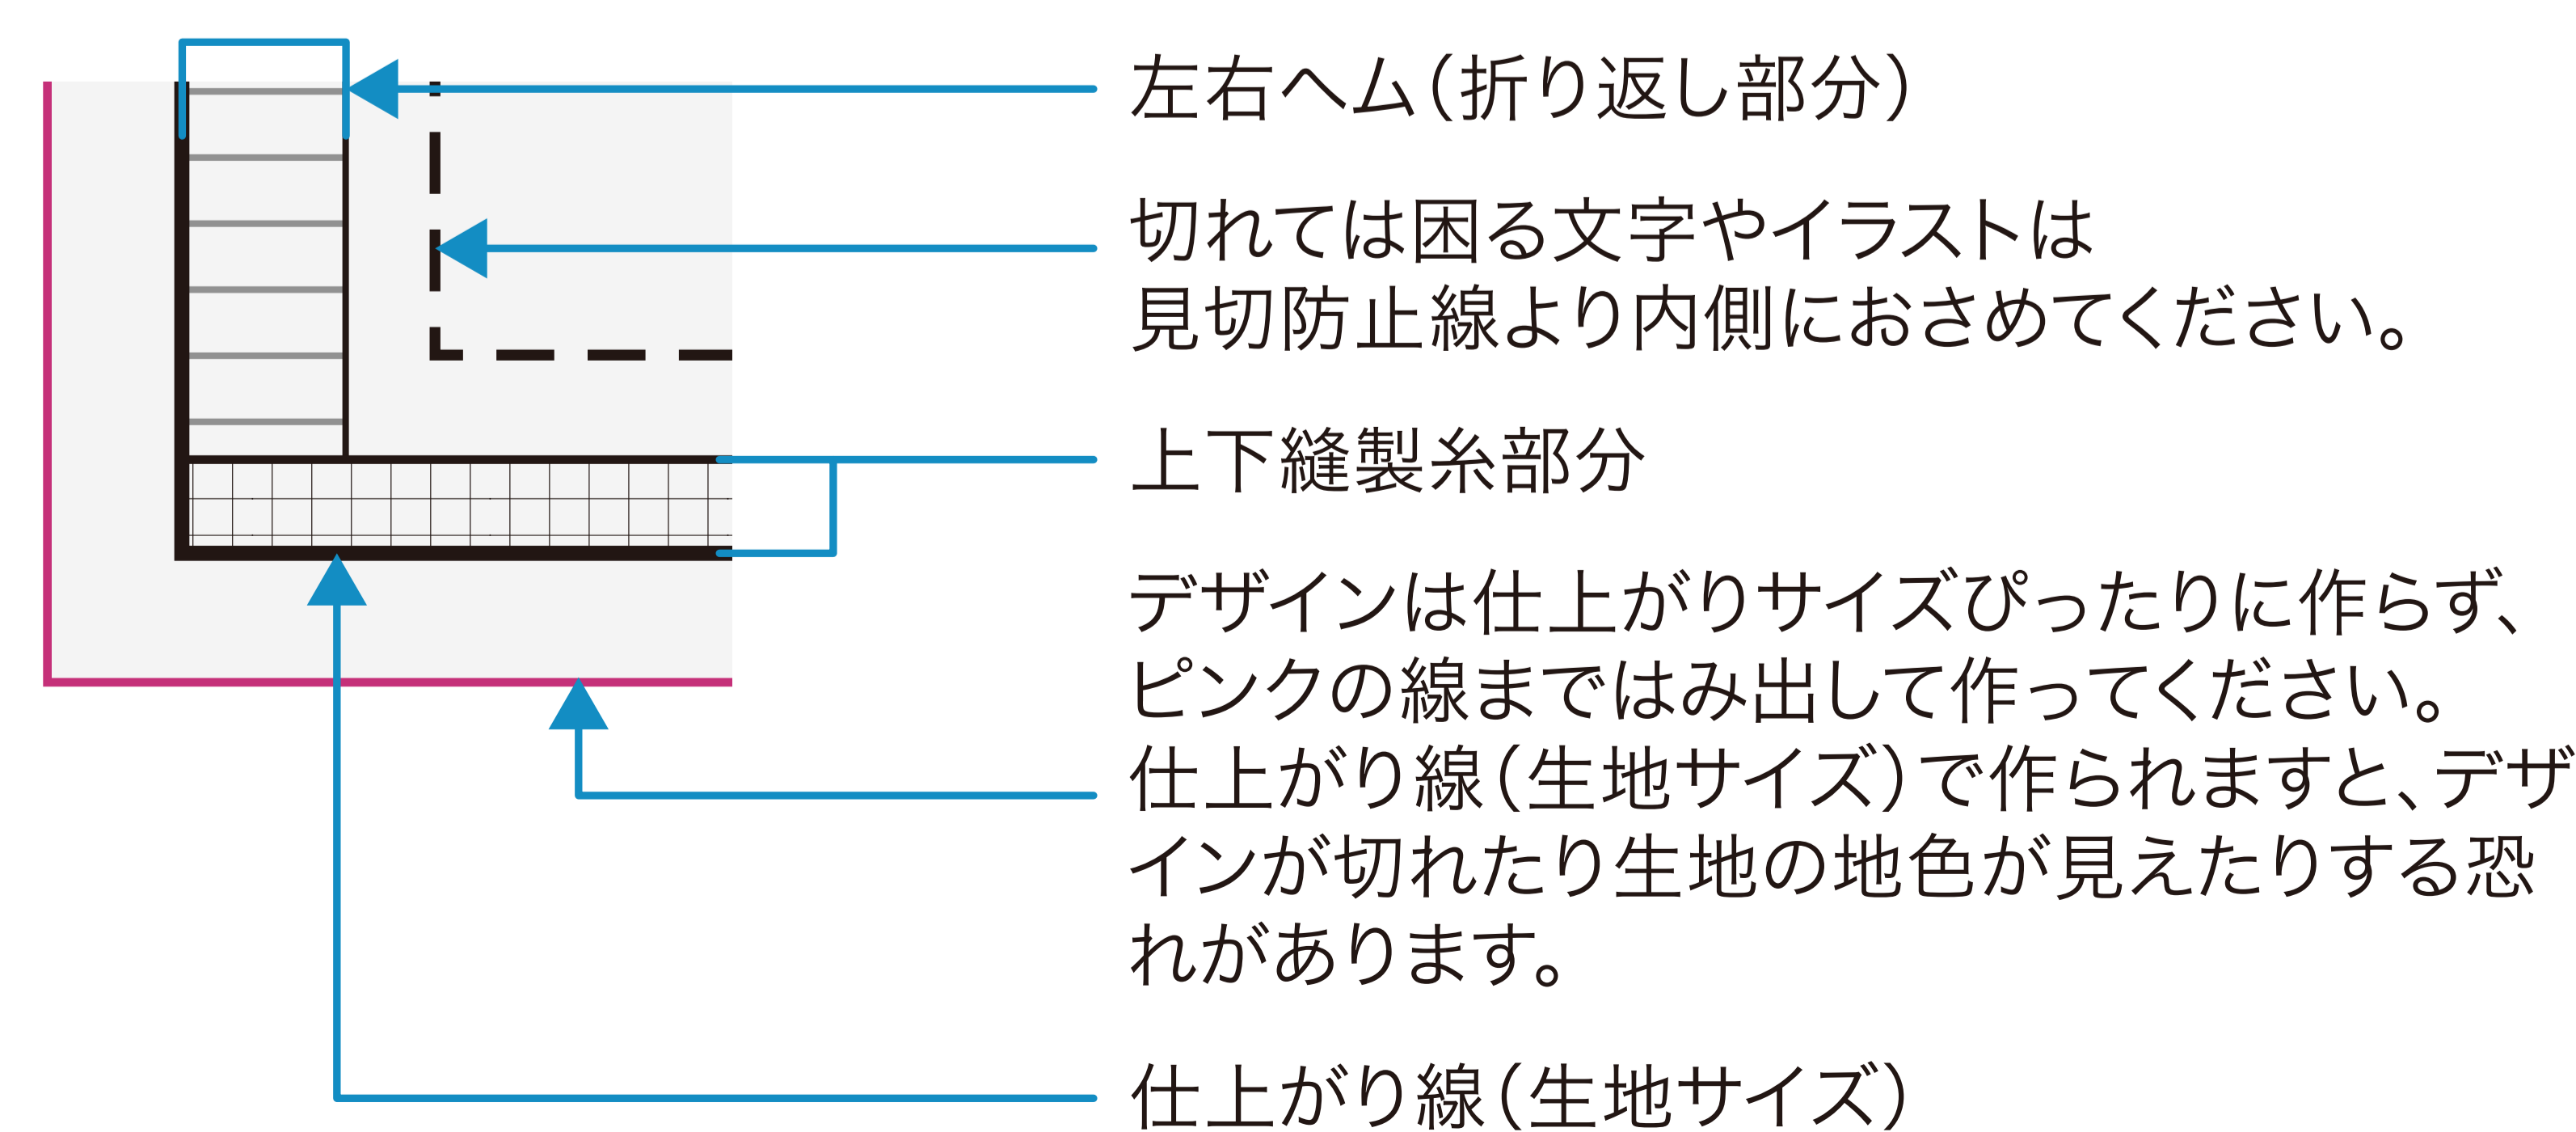 左右ヘム（折り返し部分）
切れては困る文字やイラストは
見切防止線より内側におさめてください。
上下縫製糸部分
デザインは仕上がりサイズぴったりに作らず、
ピンクの線まではみ出して作ってください。
仕上がり線（生地サイズ）で作られますと、デザ
インが切れたり生地の地色が見えたりする恐
れがあります。
仕上がり線（生地サイズ）